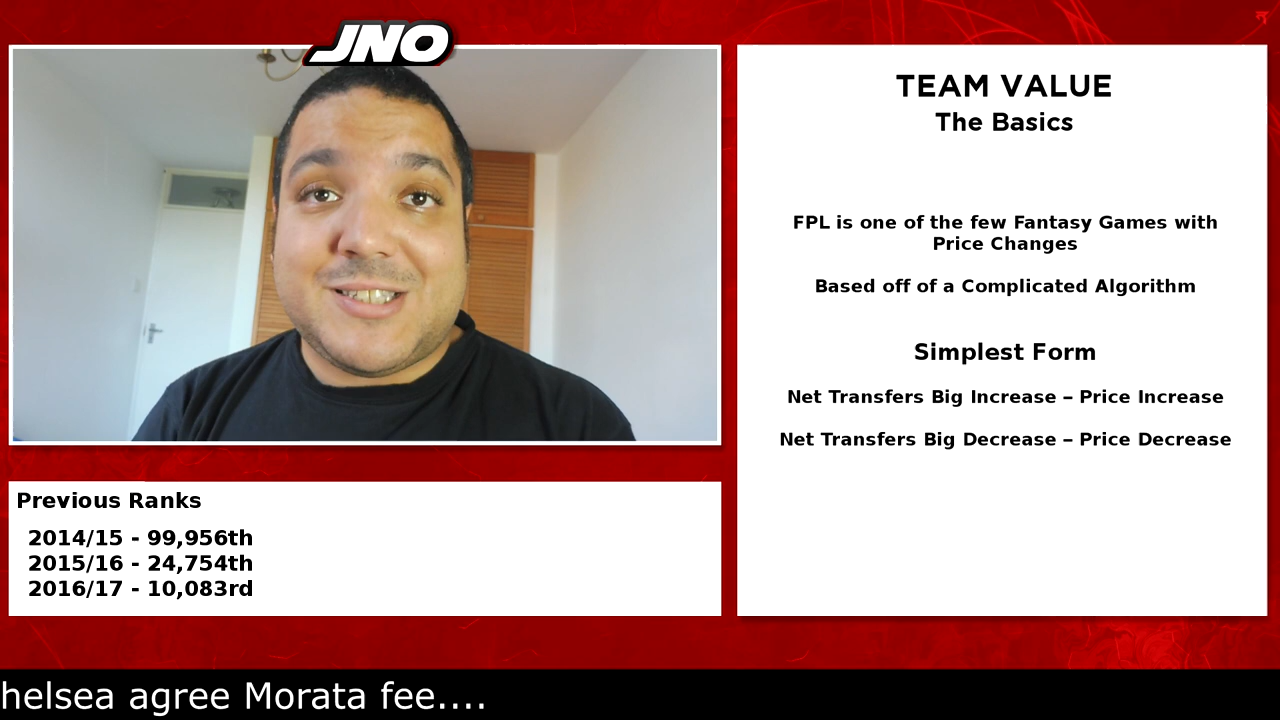 JNO
TEAM VALUE
The Basics
FPL is one of the few Fantasy Games with
Price Changes
Based off of a Complicated Algorithm
Simplest Form
Net Transfers Big Increase – Price Increase
Net Transfers Big Decrease – Price Decrease
Previous Ranks
2014/15 - 99,956th
2015/16 - 24,754th
2016/17 - 10,083rd
helsea agree Morata fee....